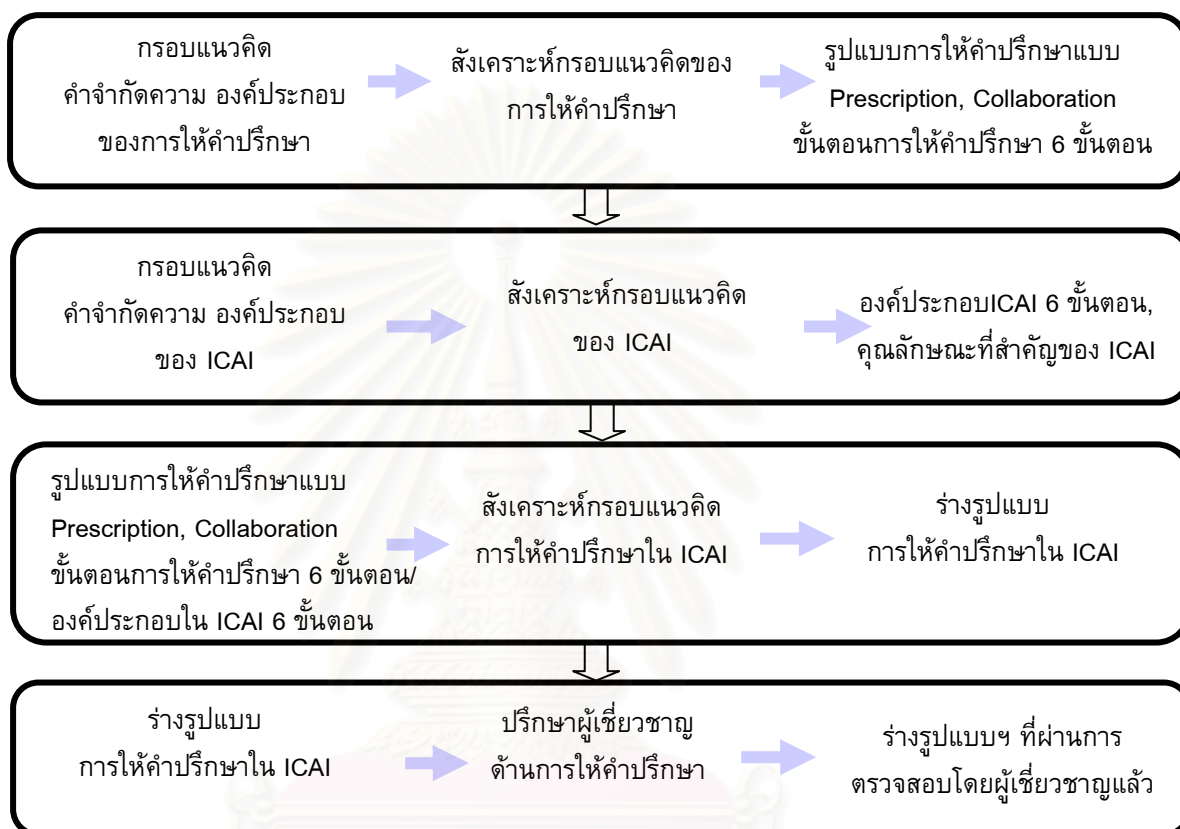 กรอบแนวคิด
คำจำกัดความ องค์ประกอบ
ของการให้คำปรึกษา
สังเคราะห์กรอบแนวคิดของ
การให้คำปรึกษา
รูปแบบการให้คำปรึกษาแบบ
Prescription, Collaboration
ขั้นตอนการให้คำปรึกษา 6 ขั้นตอน
กรอบแนวคิด
คำจำกัดความ องค์ประกอบ
ของ ICAI
สังเคราะห์กรอบแนวคิด
ของ ICAI
องค์ประกอบICAI 6 ขั้นตอน,
คุณลักษณะที่สำคัญของ ICAI
รูปแบบการให้คำปรึกษาแบบ
Prescription, Collaboration
ขั้นตอนการให้คำปรึกษา 6 ขั้นตอน/
องค์ประกอบใน ICAI 6 ขั้นตอน
สังเคราะห์กรอบแนวคิด
การให้คำปรึกษาใน ICAI
ร่างรูปแบบ
การให้คำปรึกษาใน ICAI
ร่างรูปแบบ
การให้คำปรึกษาใน ICAI
ปรึกษาผู้เชี่ยวชาญ
ด้านการให้คำปรึกษา
ร่างรูปแบบฯ ที่ผ่านการ
ตรวจสอบโดยผู้เชี่ยวชาญแล้ว